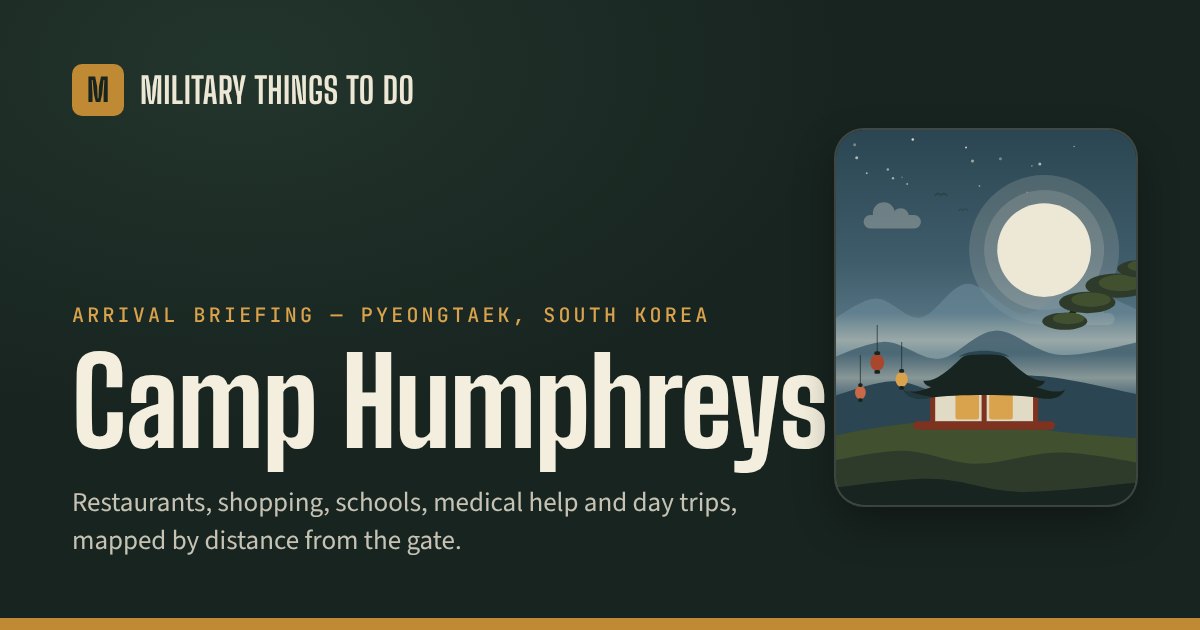 M MILITARY THINGS TO DO
ARRIVAL BRIEFING — PYEONGTAEK, SOUTH KOREA
Camp Humphreys
Restaurants, shopping, schools, medical help and day trips,
mapped by distance from the gate.